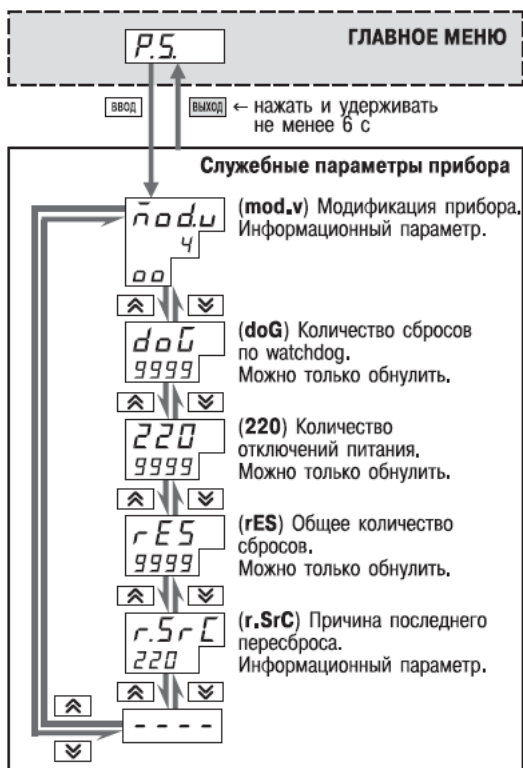 ГЛАВНОЕ МЕНЮ
P.S.
ввод
выход ← нажать и удерживать
не менее 6 с
Служебные параметры прибора
mod.v
4
oo
(mod.v) Модификация прибора.
Информационный параметр.
doG
9999
(doG) Количество сбросов
по watchdog.
Можно только обнулить.
220
9999
(220) Количество
отключений питания.
Можно только обнулить.
rES
9999
(rES) Общее количество
сбросов.
Можно только обнулить.
r.SrC
220
(r.SrC) Причина последнего
пересброса.
Информационный параметр.
- - - -